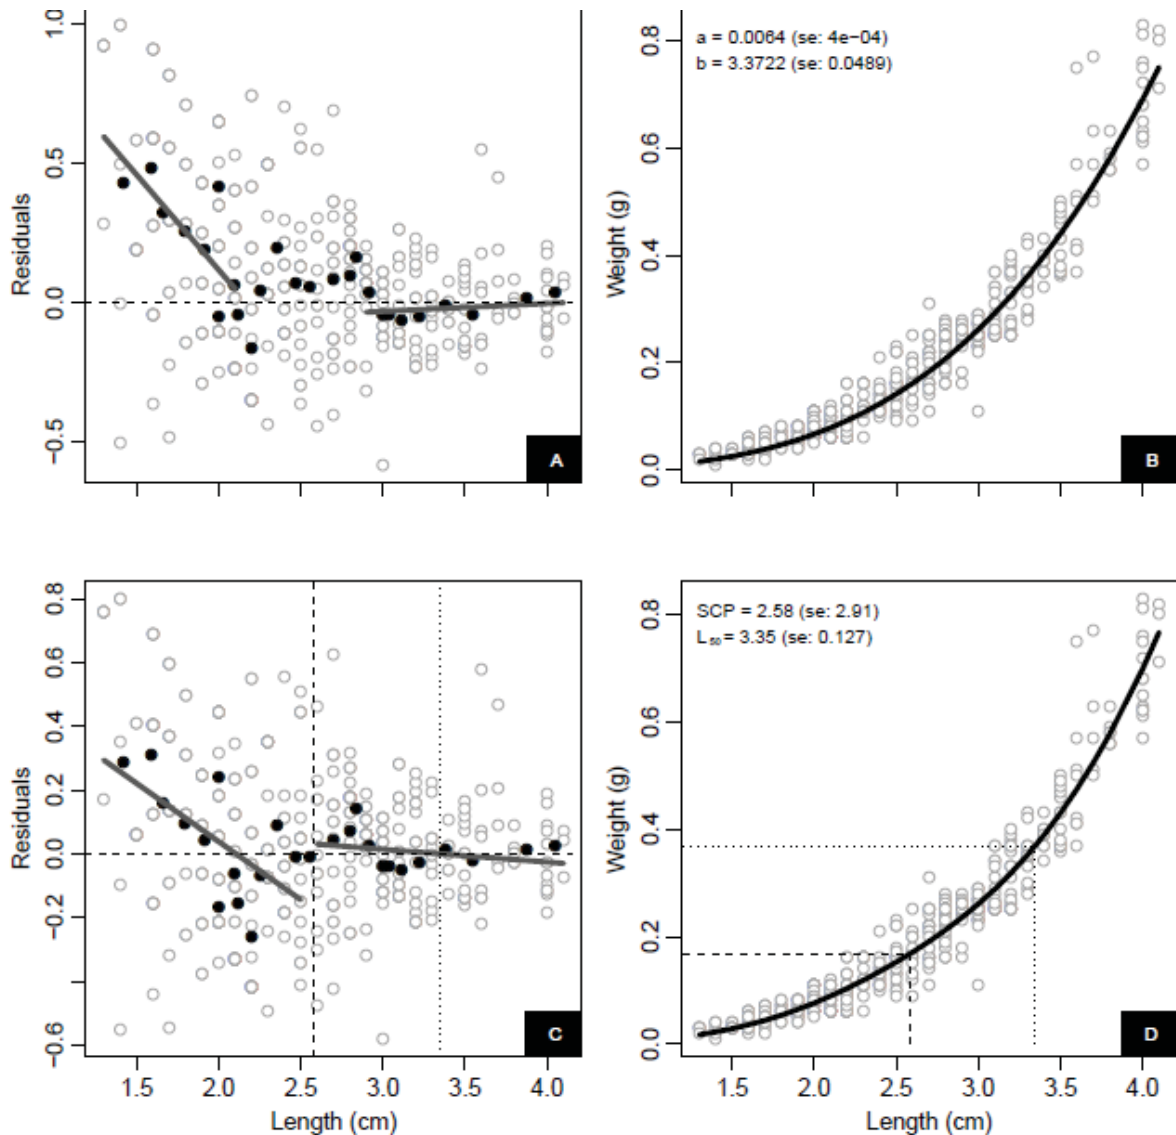 1.0
0.5
0.0
−0.5
Residuals
A
a = 0.0064 (se: 4e−04)
b = 3.3722 (se: 0.0489)
0.8
0.6
0.4
0.2
0.0
Weight (g)
B
0.8
0.6
0.4
0.2
0.0
−0.2
−0.6
Residuals
C
1.5 2.0 2.5 3.0 3.5 4.0
Length (cm)
SCP = 2.58 (se: 2.91)
L50 = 3.35 (se: 0.127)
0.8
0.6
0.4
0.2
0.0
Weight (g)
D
1.5 2.0 2.5 3.0 3.5 4.0
Length (cm)